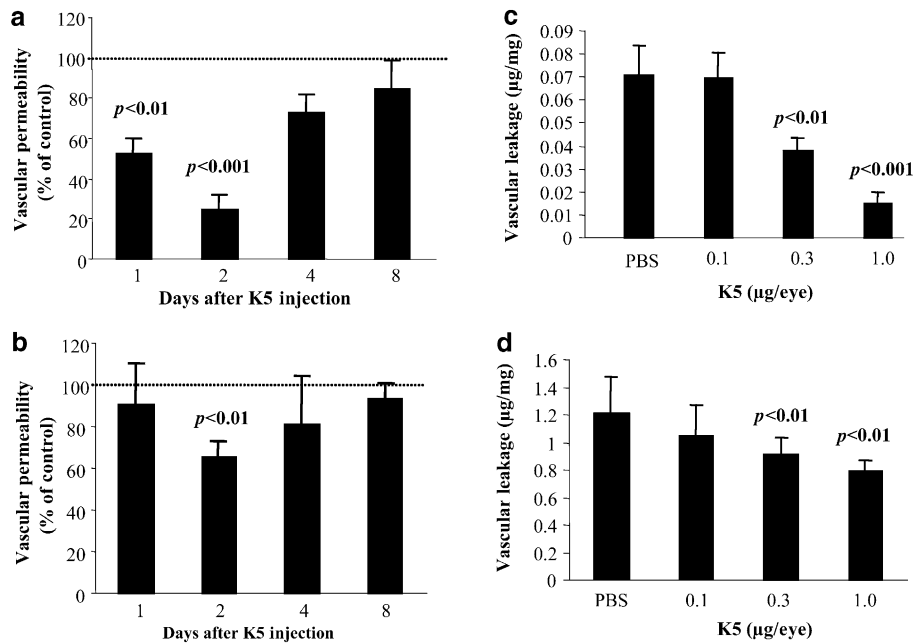 a
120
100
80
60
40
20
0
Vascular permeability
(% of control)
p<0.01
p<0.001
1 2 4 8
Days after K5 injection
c
0.09
0.08
0.07
0.06
0.05
0.04
0.03
0.02
0.01
0
Vascular leakage (µg/mg)
p<0.01
p<0.001
PBS 0.1 0.3 1.0
K5 (µg/eye)
b
120
100
80
60
40
20
0
Vascular permeability
(% of control)
p<0.01
1 2 4 8
Days after K5 injection
d
1.6
1.4
1.2
1
0.8
0.6
0.4
0.2
0
Vascular leakage (µg/mg)
p<0.01
p<0.01
PBS 0.1 0.3 1.0
K5 (µg/eye)